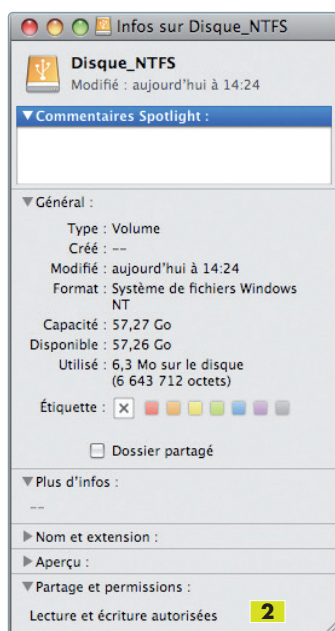 Infos sur Disque_NTFS
Disque_NTFS
Modifié : aujourd'hui à 14:24
Commentaires Spotlight :
Général :
Type : Volume
Créé : --
Modifié : aujourd'hui à 14:24
Format : Système de fichiers Windows
NT
Capacité : 57,27 Go
Disponible : 57,26 Go
Utilisé : 6,3 Mo sur le disque
(6 643 712 octets)
Étiquette :
Dossier partagé
Plus d'infos :
--
Nom et extension :
Aperçu :
Partage et permissions :
Lecture et écriture autorisées 2